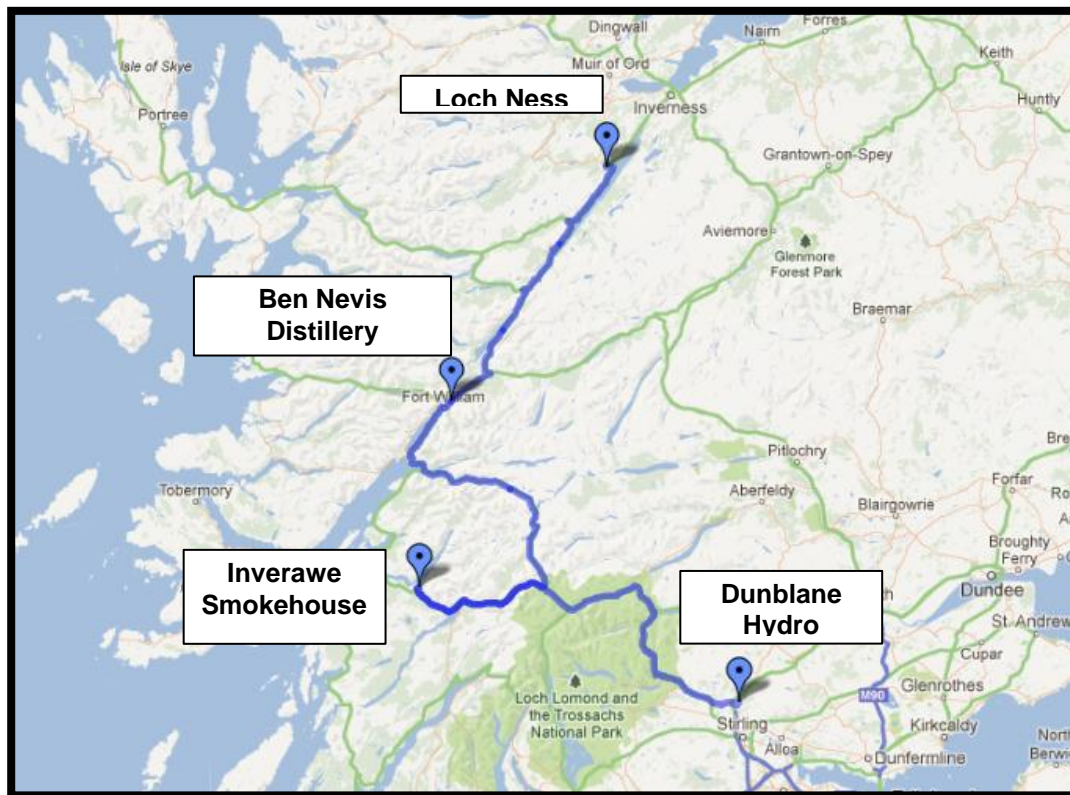 Dingwall
Forres
Nairn
Keith
Isle of Skye
Muir of Ord
Loch Ness
Inverness
Huntly
Portree
Grantown-on-Spey
Aviemore
Glenmore
Forest Park
Ben Nevis
Distillery
Braemar
Fort William
Pitlochry
Tobermory
Aberfeldy
Forfar
Blairgowrie
Broughty
Ferry
Inverawe
Smokehouse
Dunblane
Hydro
Dundee
St. Andrew
Cupar
M90
Glenrothes
Loch Lomond and
the Trossachs
National Park
Stirling
Alloa
Kirkcaldy
Dunfermline
North
Berwi